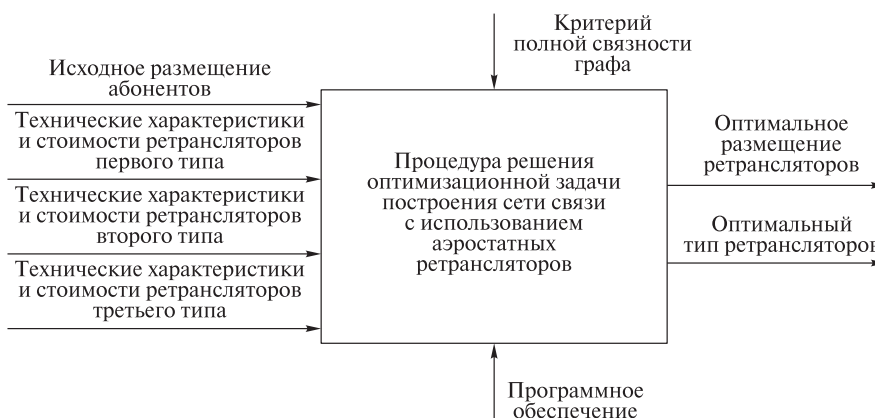 Критерий
полной связности
графа
Исходное размещение
абонентов
Технические характеристики
и стоимости ретрансляторов
первого типа
Технические характеристики
и стоимости ретрансляторов
второго типа
Технические характеристики
и стоимости ретрансляторов
третьего типа
Процедура решения
оптимизационной задачи
построения сети связи
с использованием
аэростатных
ретрансляторов
Оптимальное
размещение
ретрансляторов
Оптимальный
тип ретрансляторов
Программное
обеспечение